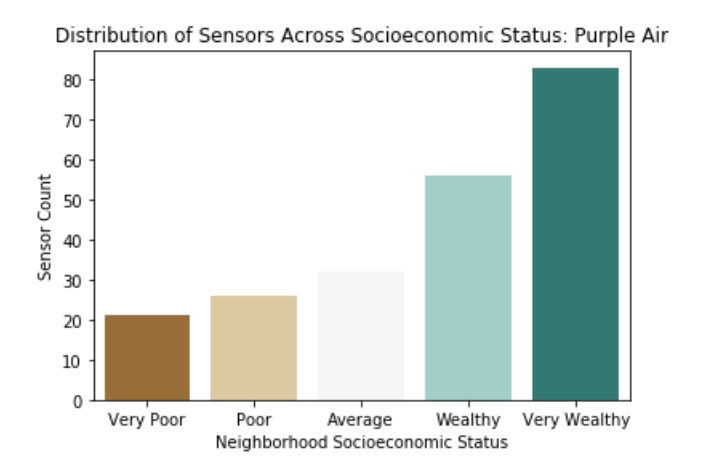 Distribution of Sensors Across Socioeconomic Status: Purple Air
80
70
60
50
40
30
20
10
0
Sensor Count
Very Poor Poor Average Wealthy Very Wealthy
Neighborhood Socioeconomic Status